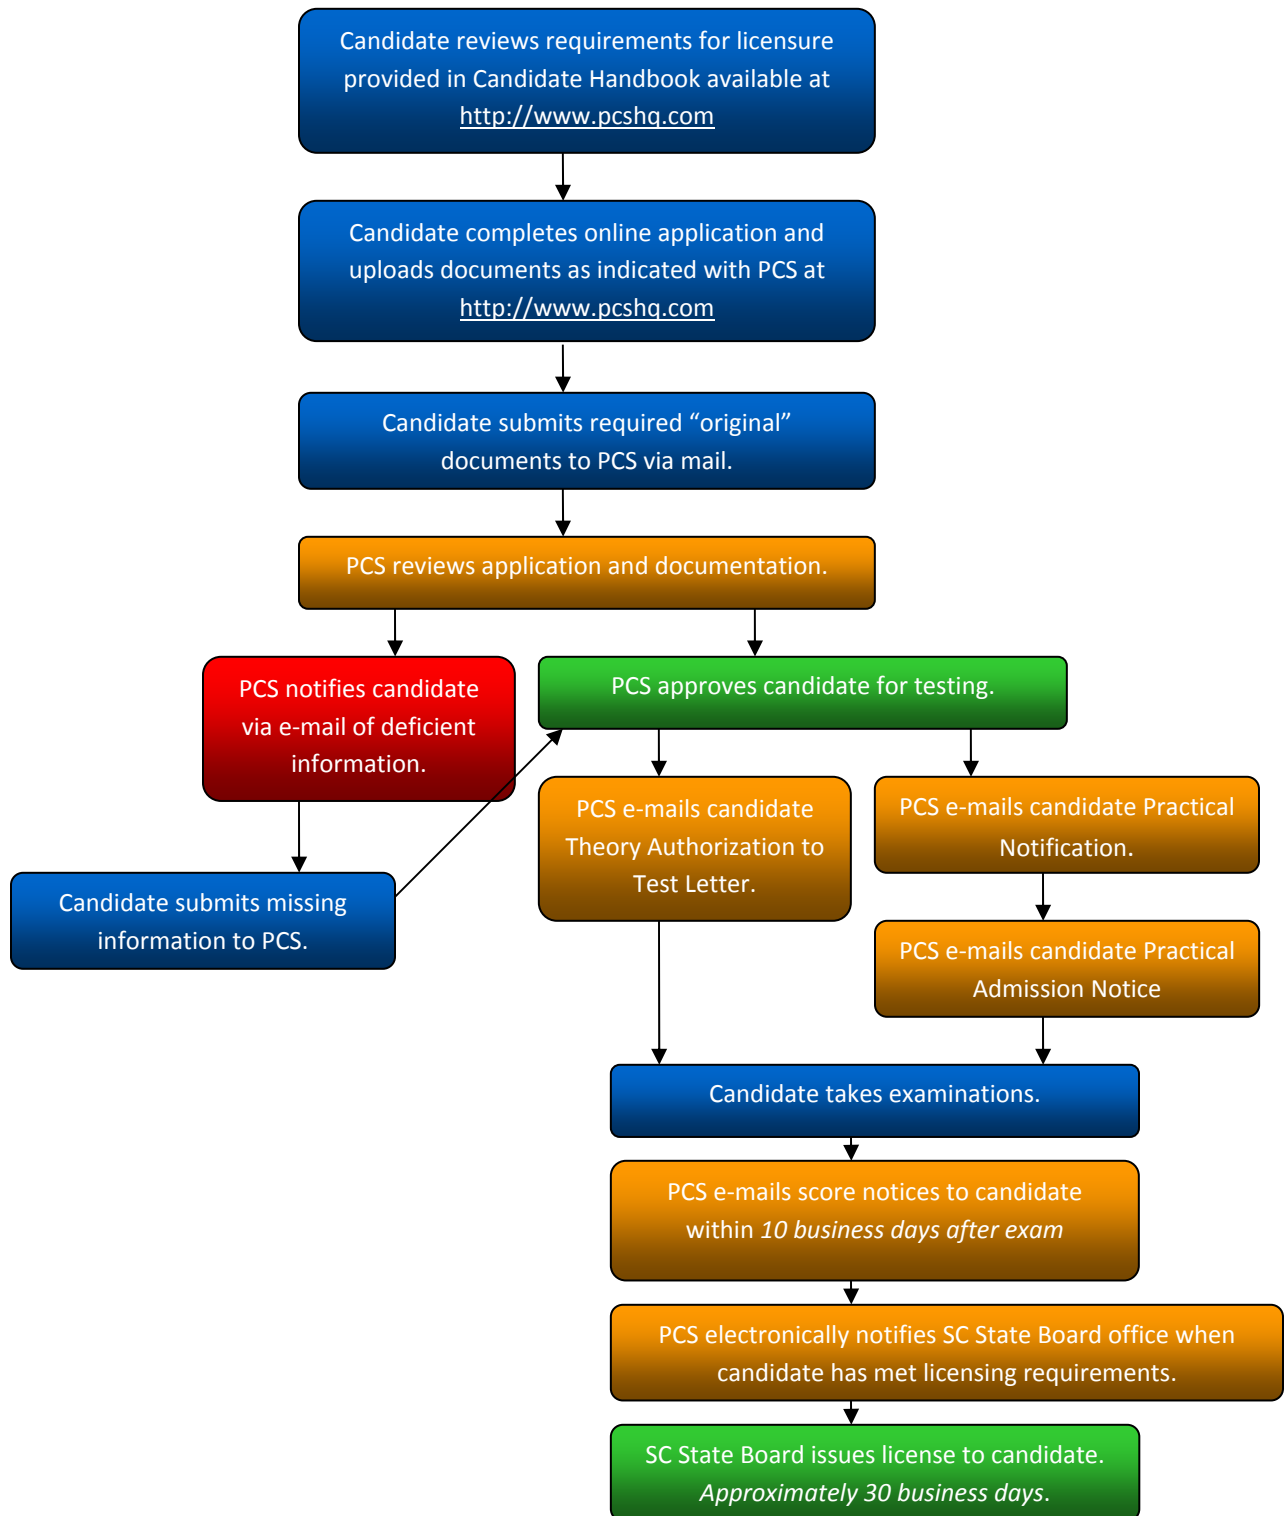 Candidate reviews requirements for licensure
provided in Candidate Handbook available at
http://www.pcshq.com
Candidate completes online application and
uploads documents as indicated with PCS at
http://www.pcshq.com
Candidate submits required “original”
documents to PCS via mail.
PCS reviews application and documentation.
PCS notifies candidate
via e-mail of deficient
information.
PCS approves candidate for testing.
Candidate submits missing
information to PCS.
PCS e-mails candidate
Theory Authorization to
Test Letter.
PCS e-mails candidate Practical
Notification.
PCS e-mails candidate Practical
Admission Notice
Candidate takes examinations.
PCS e-mails score notices to candidate
within 10 business days after exam
PCS electronically notifies SC State Board office when
candidate has met licensing requirements.
SC State Board issues license to candidate.
Approximately 30 business days.